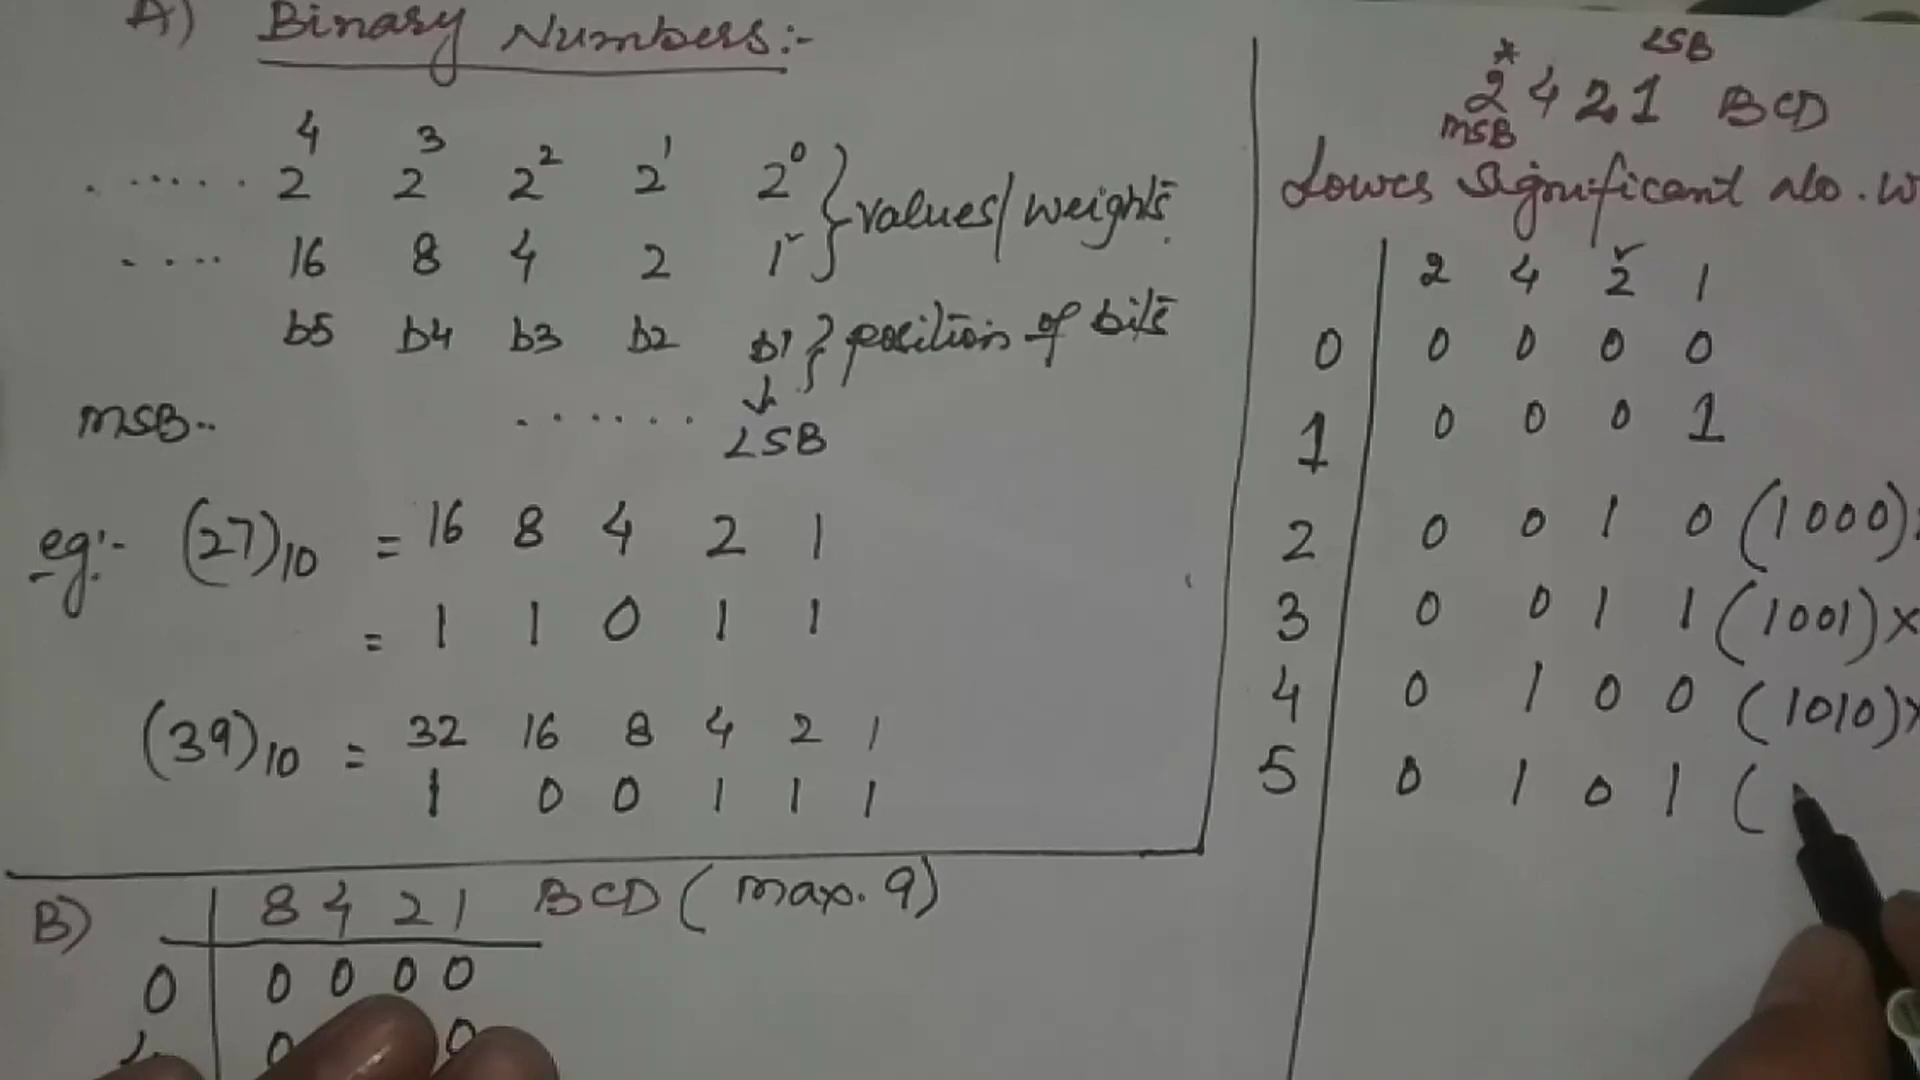 A) Binary Numbers:-
2^4 2^3 2^2 2^1 2^0 } values/weights
16 8 4 2 1
b5 b4 b3 b2 b1 } position of bits
MSB..
LSB
eg:- (27)10 = 16 8 4 2 1
= 1 1 0 1 1
(39)10 = 32 16 8 4 2 1
1 0 0 1 1 1
B) 8 4 2 1 BCD (max. 9)
0 0 0 0 0
0 0
LSB
2* 4 2 1 BCD
MSB
Lower Significant also. w
2 4 2 1
0 0 0 0 0
1 0 0 0 1
2 0 0 1 0 (1000)
3 0 0 1 1 (1001)×
4 0 1 0 0 (1010)×
5 0 1 0 1 (